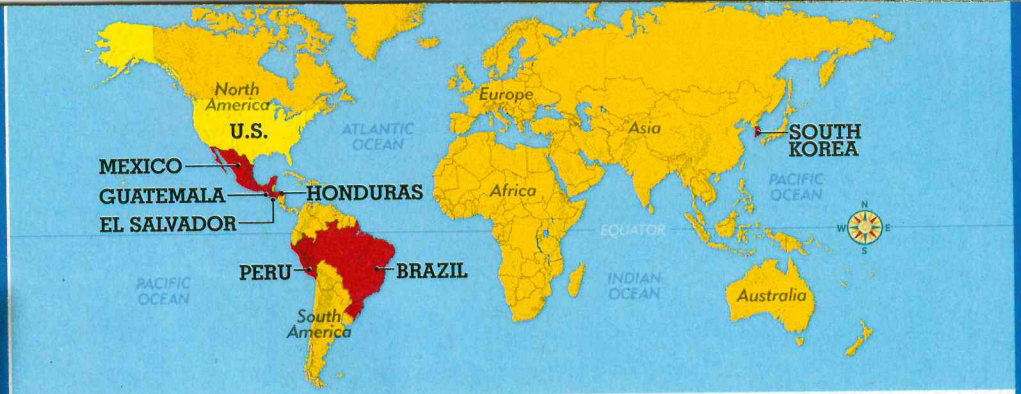 North
America
U.S.
ATLANTIC
OCEAN
Europe
Asia
SOUTH
KOREA
MEXICO
GUATEMALA
EL SALVADOR
HONDURAS
Africa
PACIFIC
OCEAN
N
W
E
S
EQUATOR
PERU
BRAZIL
PACIFIC
OCEAN
INDIAN
OCEAN
Australia
South
America